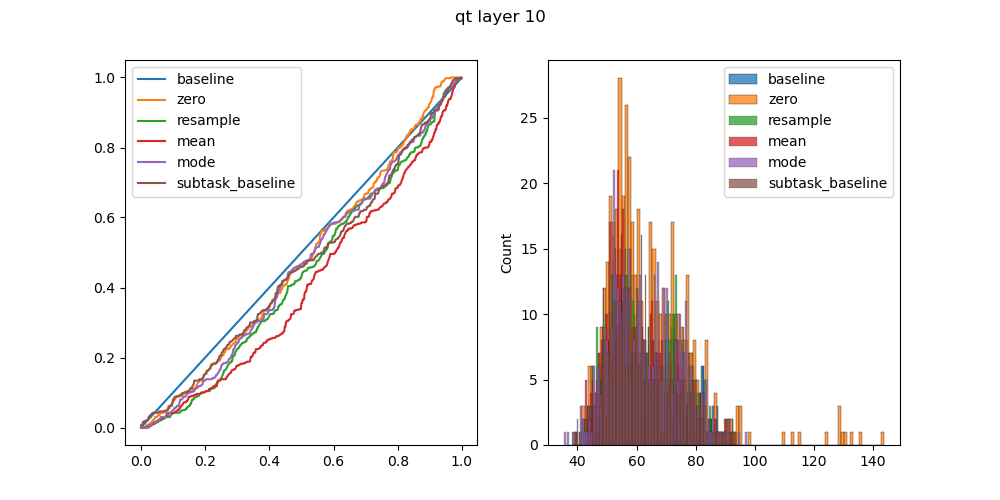 qt layer 10
baseline
zero
resample
mean
mode
subtask_baseline
1.0
0.8
0.6
0.4
0.2
0.0
0.0 0.2 0.4 0.6 0.8 1.0
baseline
zero
resample
mean
mode
subtask_baseline
Count
25
20
15
10
5
0
40 60 80 100 120 140